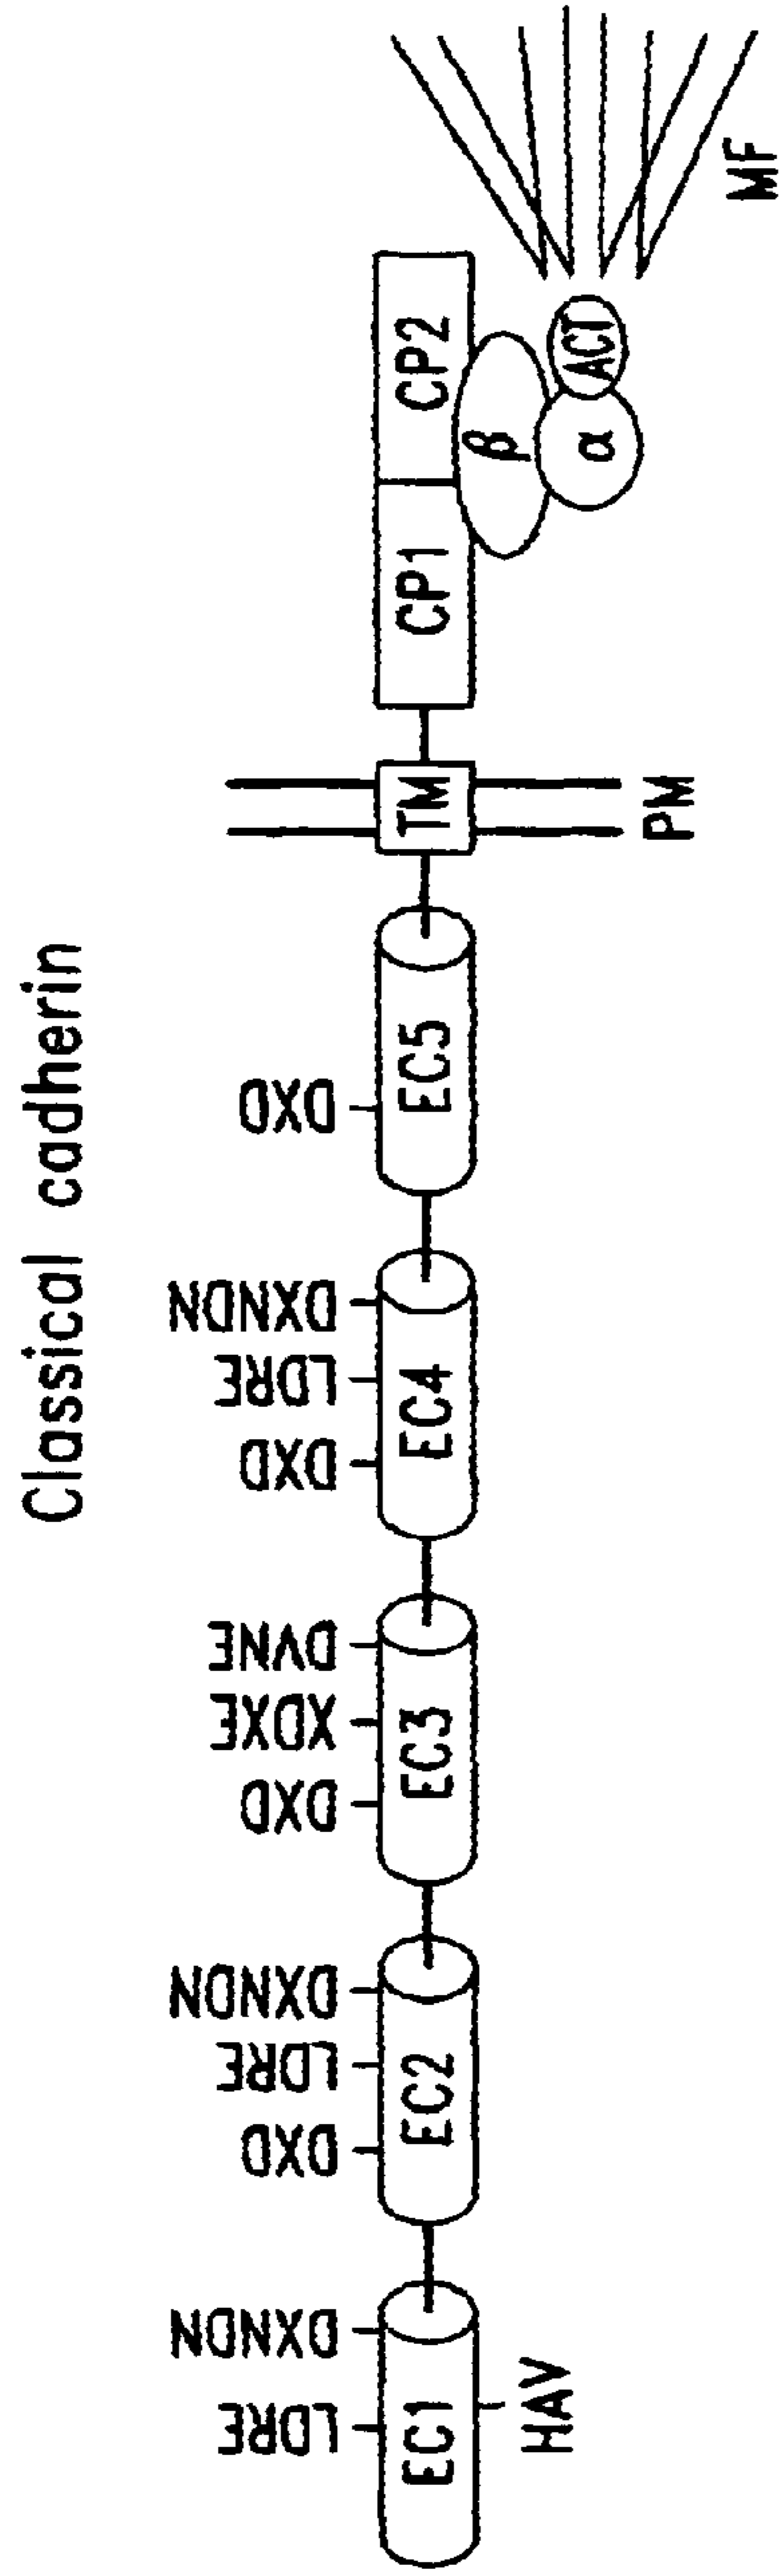 Classical cadherin
LDRE
DXNDN
DXD
LDRE
DXNDN
DXD
XDXE
DVNE
DXD
LDRE
DXNDN
DXD
EC1
EC2
EC3
EC4
EC5
TM
CP1
CP2
HAV
PM
β
α
ACT
MF